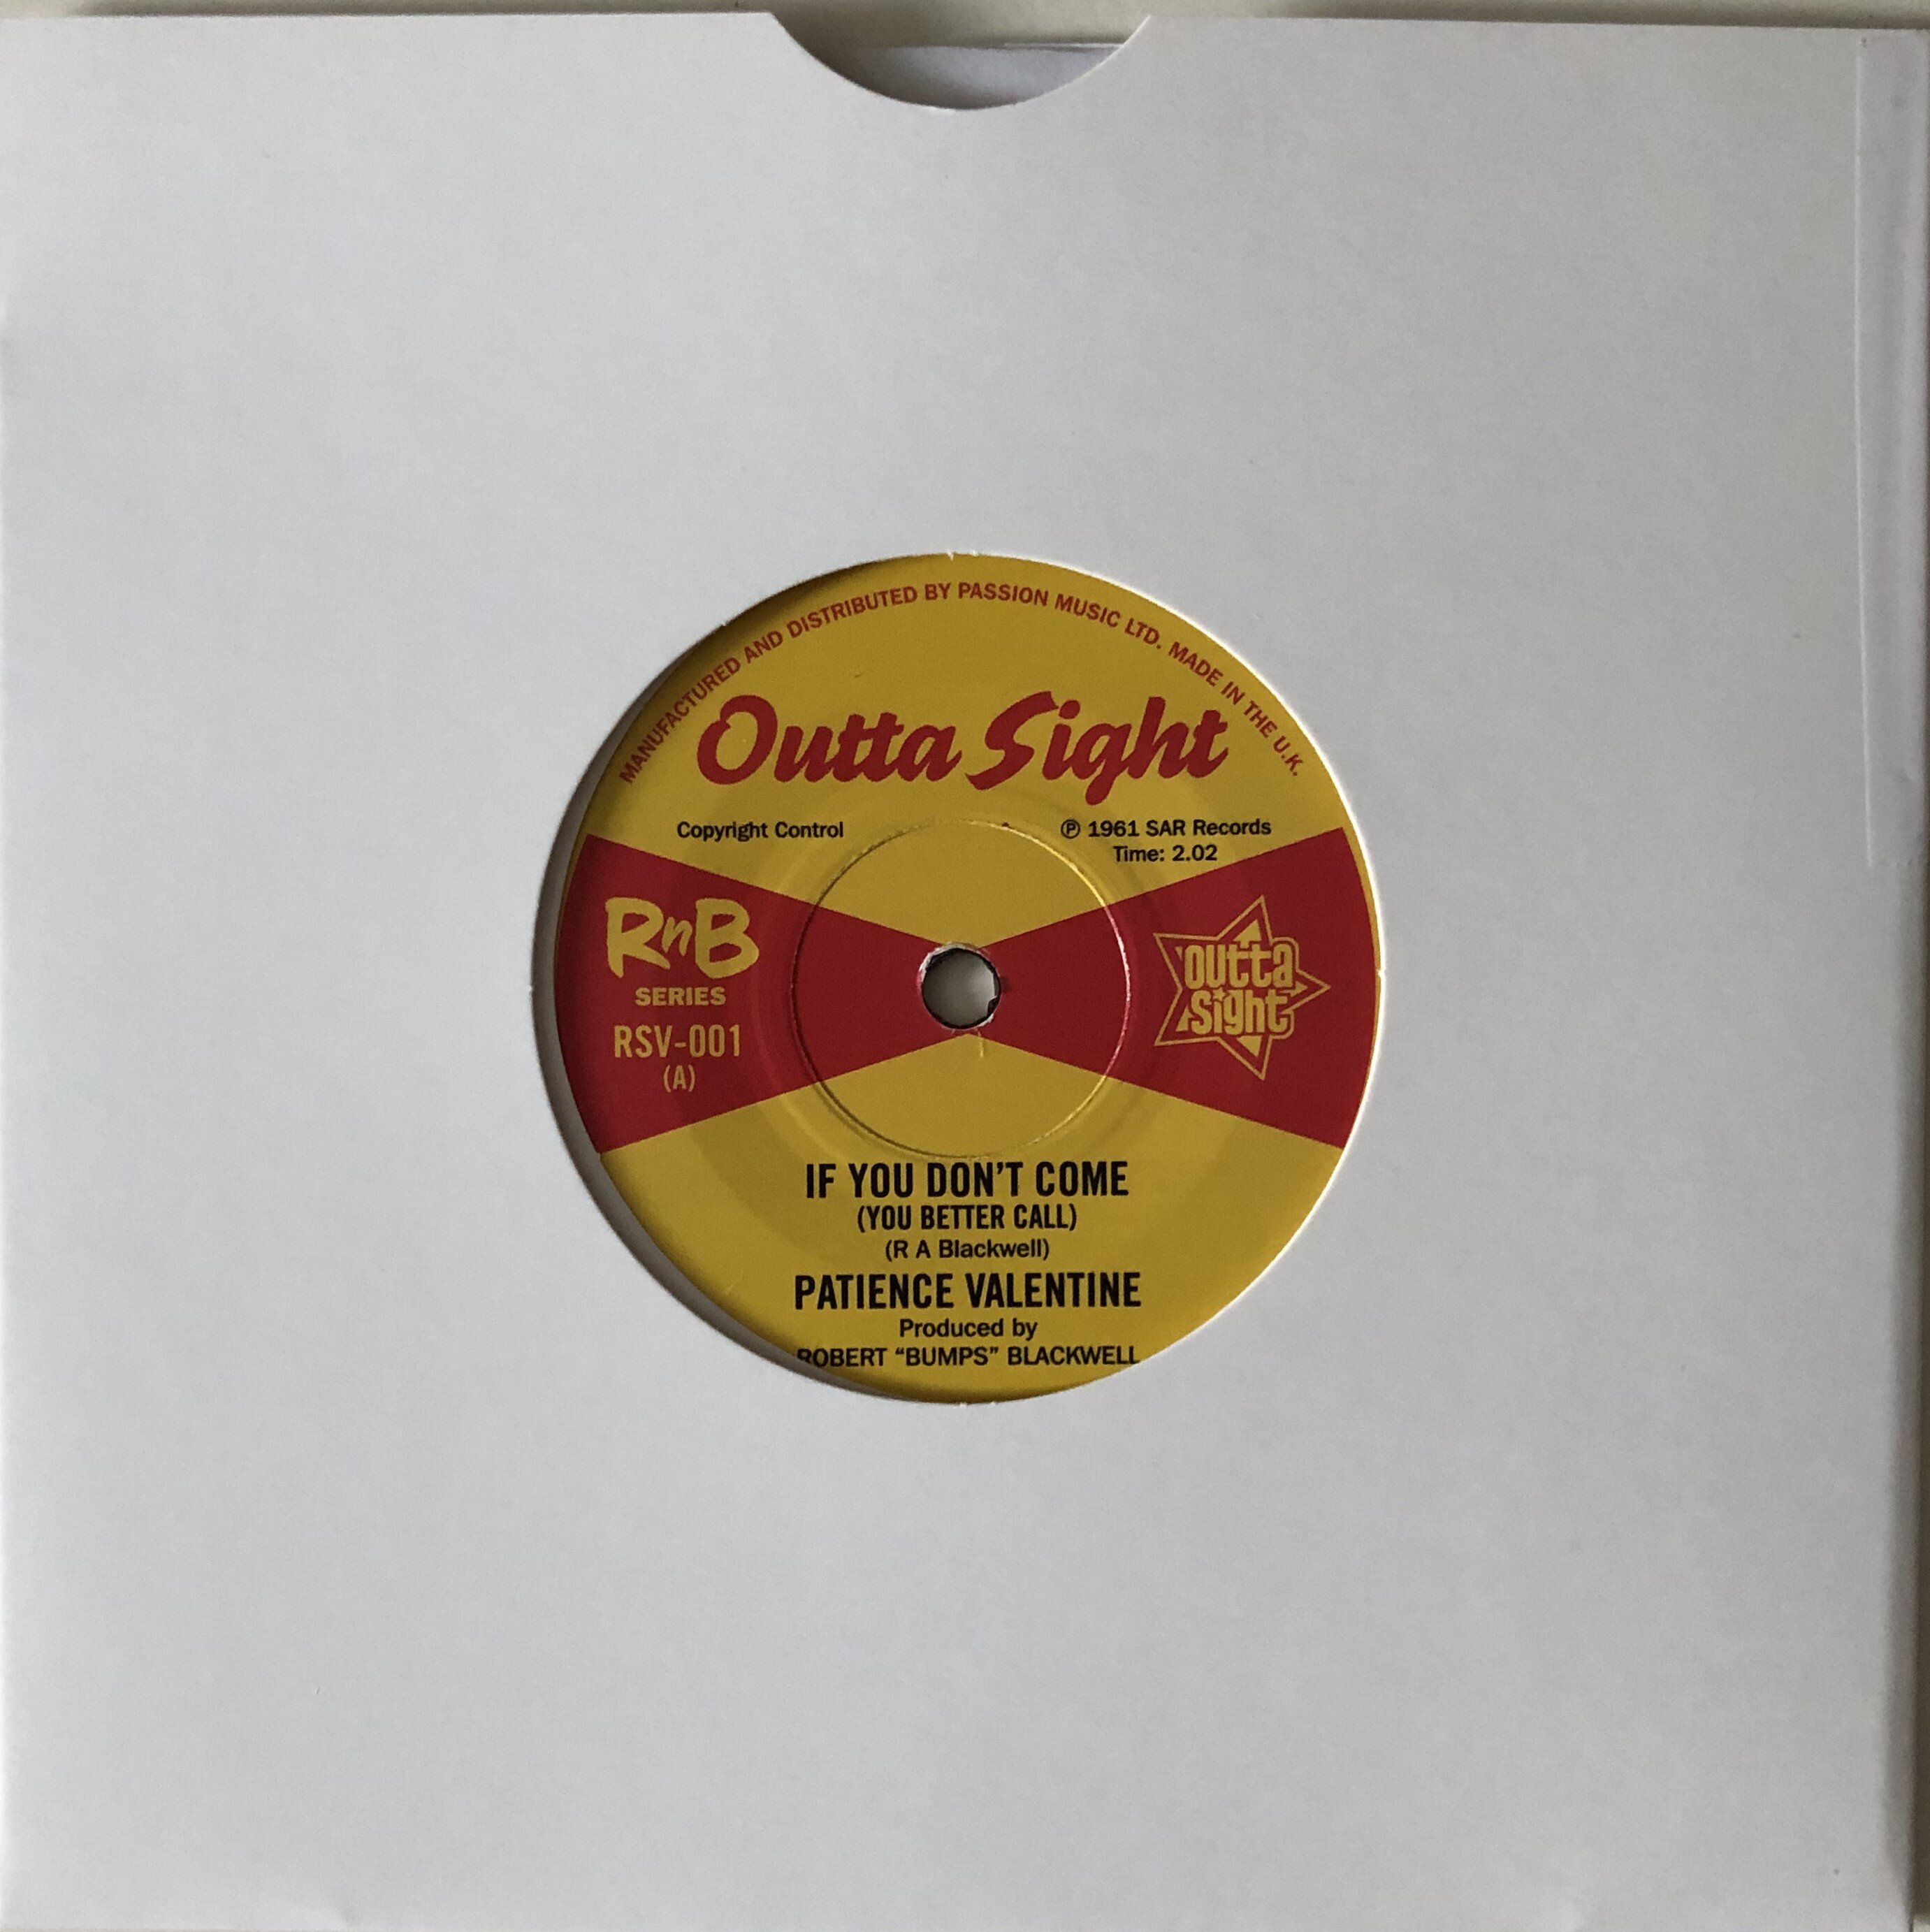 MANUFACTURED AND DISTRIBUTED BY PASSION MUSIC LTD. MADE IN THE U.K.
Outta Sight
Copyright Control
℗ 1961 SAR Records
Time: 2.02
RnB
SERIES
RSV-001
(A)
outta
sight
IF YOU DON'T COME
(YOU BETTER CALL)
(R A Blackwell)
PATIENCE VALENTINE
Produced by
ROBERT “BUMPS” BLACKWELL